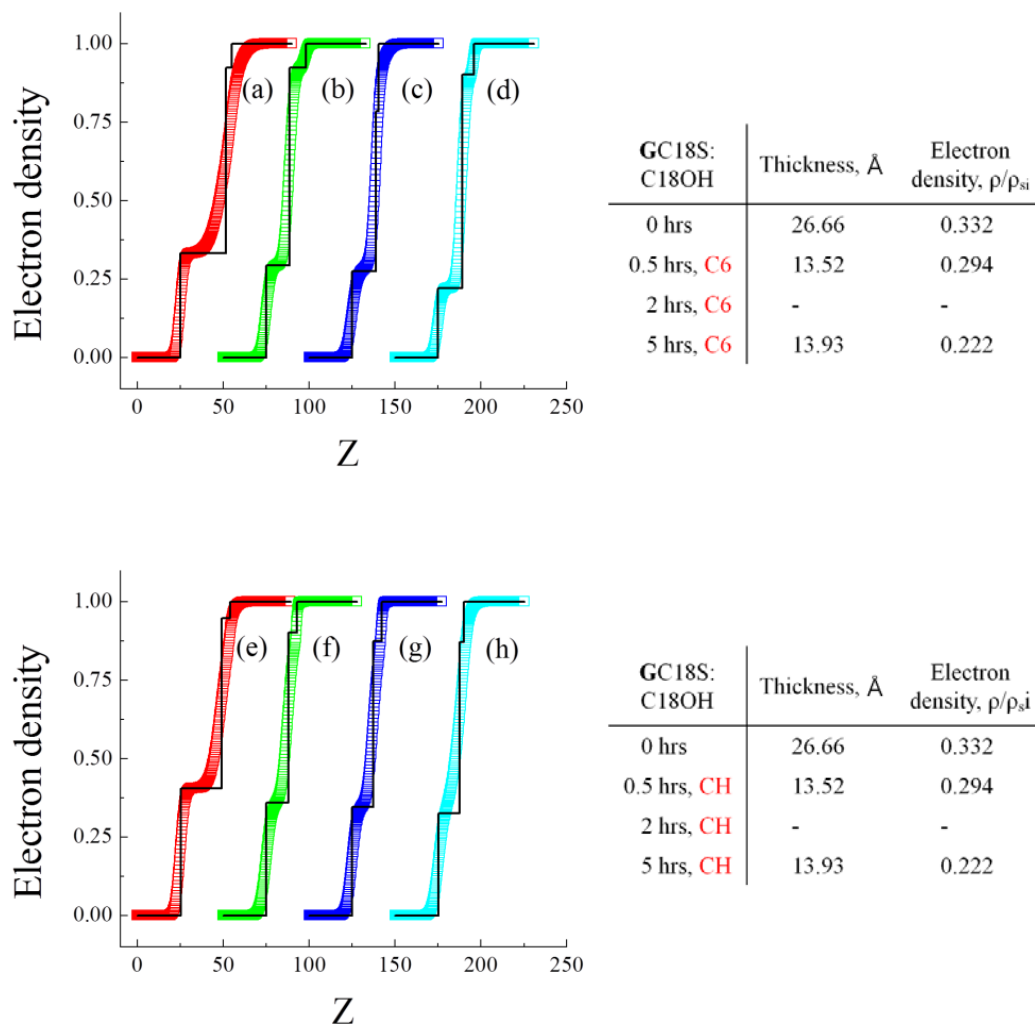 1.00
0.75
0.50
0.25
0.00
Electron density
(a) (b) (c) (d)
0 50 100 150 200 250
Z
GC18S:
C18OH Thickness, Å Electron density, ρ/ρsi
0 hrs 26.66 0.332
0.5 hrs, C6 13.52 0.294
2 hrs, C6 - -
5 hrs, C6 13.93 0.222
1.00
0.75
0.50
0.25
0.00
Electron density
(e) (f) (g) (h)
0 50 100 150 200 250
Z
GC18S:
C18OH Thickness, Å Electron density, ρ/ρsi
0 hrs 26.66 0.332
0.5 hrs, CH 13.52 0.294
2 hrs, CH - -
5 hrs, CH 13.93 0.222